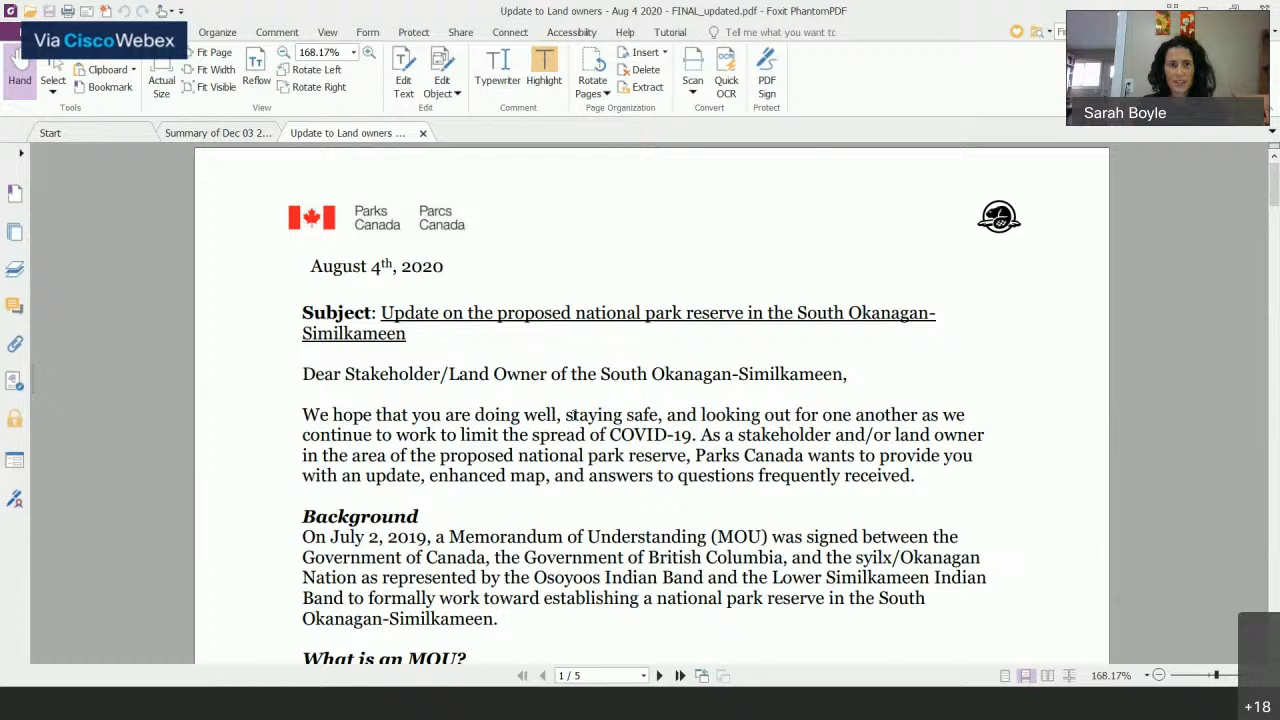 Update to Land owners - Aug 4 2020 - FINAL_updated.pdf - Foxit PhantomPDF
Via CiscoWebex
Organize Comment View Form Protect Share Connect Accessibility Help Tutorial Tell me what you want tc
Hand
Select
Clipboard
Bookmark
Actual Size
Fit Page
Fit Width
Fit Visible
Reflow
168.17%
Rotate Left
Rotate Right
Edit Text
Edit Object
Typewriter
Highlight
Rotate Pages
Insert
Delete
Extract
Scan
Quick OCR
PDF Sign
Tools View Edit Comment Page Organization Convert Protect
Sarah Boyle
Start Summary of Dec 03 2... Update to Land owners ...
Parks Canada
Parcs Canada
August 4th, 2020
Subject: Update on the proposed national park reserve in the South Okanagan-
Similkameen
Dear Stakeholder/Land Owner of the South Okanagan-Similkameen,
We hope that you are doing well, staying safe, and looking out for one another as we
continue to work to limit the spread of COVID-19. As a stakeholder and/or land owner
in the area of the proposed national park reserve, Parks Canada wants to provide you
with an update, enhanced map, and answers to questions frequently received.
Background
On July 2, 2019, a Memorandum of Understanding (MOU) was signed between the
Government of Canada, the Government of British Columbia, and the syilx/Okanagan
Nation as represented by the Osoyoos Indian Band and the Lower Similkameen Indian
Band to formally work toward establishing a national park reserve in the South
Okanagan-Similkameen.
What is an MOU?
1 / 5
168.17%
+18